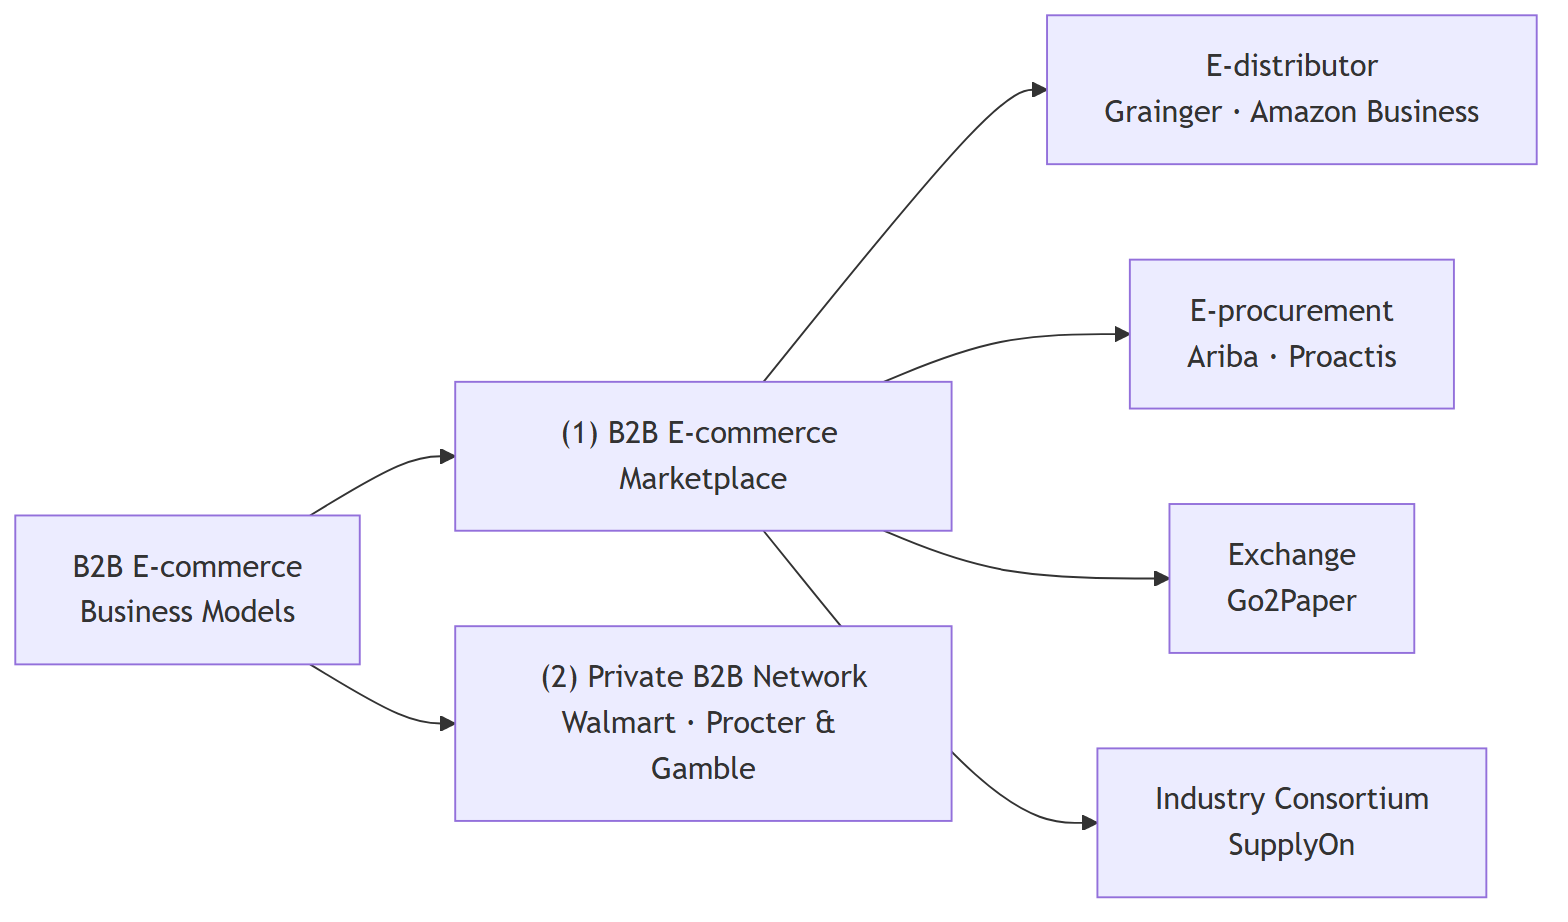 B2B E-commerce
Business Models
(1) B2B E-commerce
Marketplace
(2) Private B2B Network
Walmart · Procter &
Gamble
E-distributor
Grainger · Amazon Business
E-procurement
Ariba · Proactis
Exchange
Go2Paper
Industry Consortium
SupplyOn